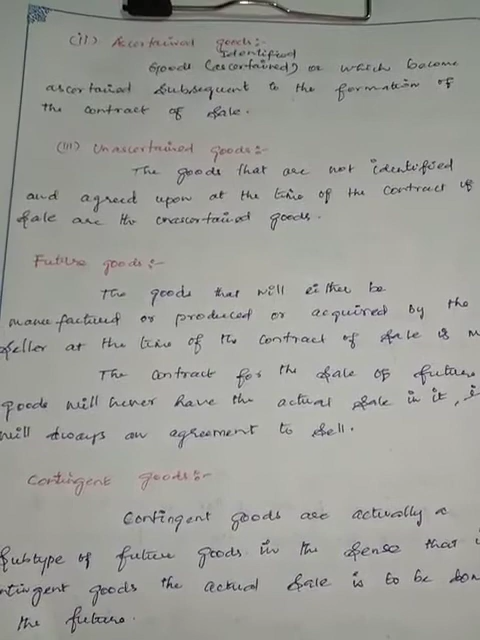 (ii) Ascertained goods:-
Identified
Goods (ascertained) or which become
ascertained subsequent to the formation of
the contract of Sale.
(iii) Unascertained goods:-
The goods that are not identified
and agreed upon at the time of the contract of
Sale are the unascertained goods.
Future goods:-
The goods that will either be
manufactured or produced or acquired by the
Seller at the time of the contract of Sale is m
The contract for the Sale of future
goods will never have the actual Sale in it, i
will always an agreement to Sell.
Contingent goods:-
Contingent goods are actually a
Subtype of future goods in the Sense that i
ntingent goods the actual Sale is to be don
the future.